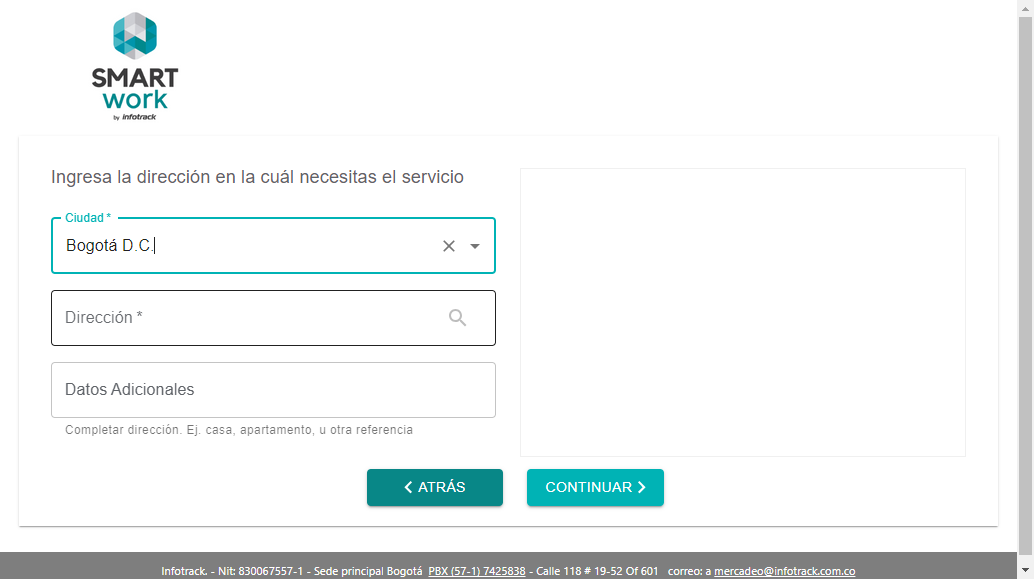 SMART
work
by infotrack
Ingresa la dirección en la cuál necesitas el servicio
Ciudad *
Bogotá D.C.
Dirección *
Datos Adicionales
Completar dirección. Ej. casa, apartamento, u otra referencia
ATRÁS
CONTINUAR
Infotrack. - Nit: 830067557-1 - Sede principal Bogotá PBX (57-1) 7425838 - Calle 118 # 19-52 Of 601 correo: a mercadeo@infotrack.com.co